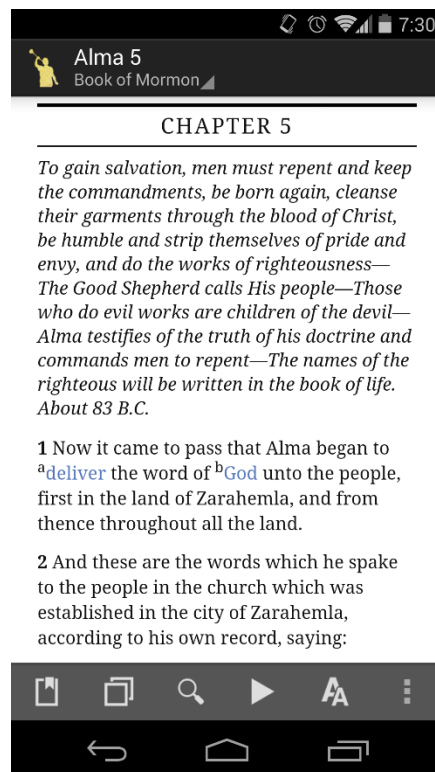 7:30
Alma 5
Book of Mormon
CHAPTER 5
To gain salvation, men must repent and keep
the commandments, be born again, cleanse
their garments through the blood of Christ,
be humble and strip themselves of pride and
envy, and do the works of righteousness—
The Good Shepherd calls His people—Those
who do evil works are children of the devil—
Alma testifies of the truth of his doctrine and
commands men to repent—The names of the
righteous will be written in the book of life.
About 83 B.C.
1 Now it came to pass that Alma began to
adeliver the word of bGod unto the people,
first in the land of Zarahemla, and from
thence throughout all the land.
2 And these are the words which he spake
to the people in the church which was
established in the city of Zarahemla,
according to his own record, saying:
AA